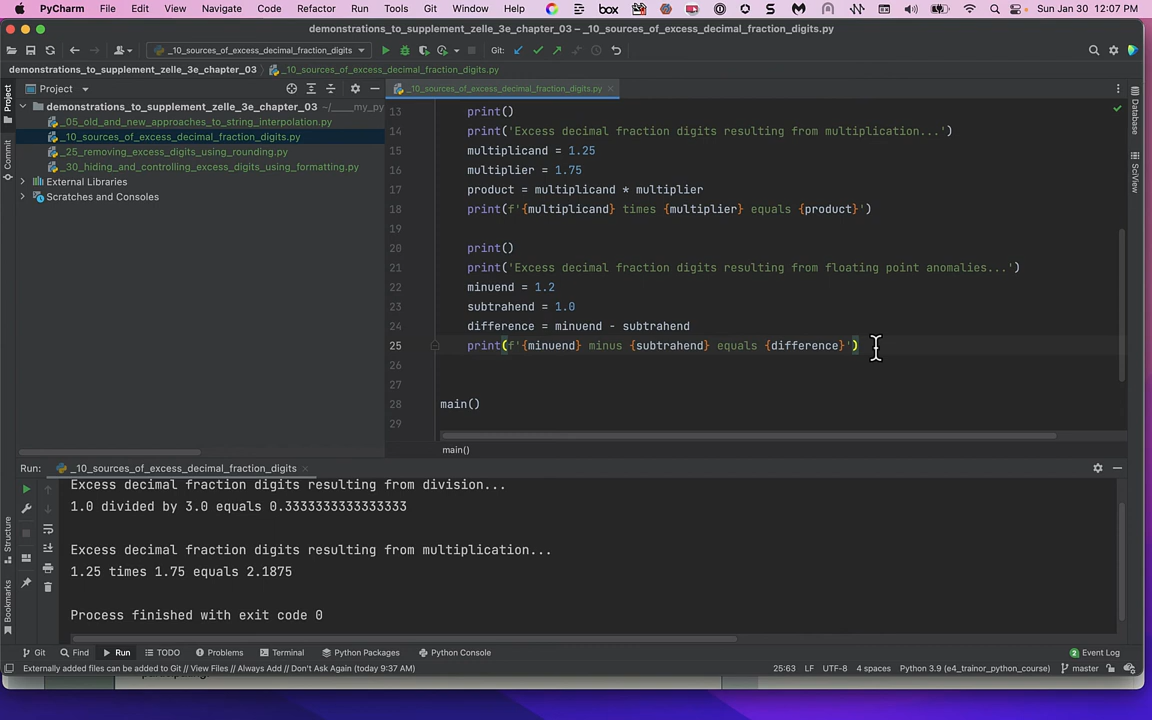 PyCharm File Edit View Navigate Code Refactor Run Tools Git Window Help box Sun Jan 30 12:07 PM
demonstrations_to_supplement_zelle_3e_chapter_03 – _10_sources_of_excess_decimal_fraction_digits.py
_10_sources_of_excess_decimal_fraction_digits Git:
demonstrations_to_supplement_zelle_3e_chapter_03 _10_sources_of_excess_decimal_fraction_digits.py
Project
_10_sources_of_excess_decimal_fraction_digits.py
demonstrations_to_supplement_zelle_3e_chapter_03 ~/____my_py
_05_old_and_new_approaches_to_string_interpolation.py
_10_sources_of_excess_decimal_fraction_digits.py
_25_removing_excess_digits_using_rounding.py
_30_hiding_and_controlling_excess_digits_using_formatting.py
External Libraries
Scratches and Consoles
Project
Commit
Structure
Bookmarks
Database
SciView
13 print()
14 print('Excess decimal fraction digits resulting from multiplication...')
15 multiplicand = 1.25
16 multiplier = 1.75
17 product = multiplicand * multiplier
18 print(f'{multiplicand} times {multiplier} equals {product}')
19
20 print()
21 print('Excess decimal fraction digits resulting from floating point anomalies...')
22 minuend = 1.2
23 subtrahend = 1.0
24 difference = minuend - subtrahend
25 print(f'{minuend} minus {subtrahend} equals {difference}')
26
27
28 main()
29
main()
Run: _10_sources_of_excess_decimal_fraction_digits
Excess decimal fraction digits resulting from division...
1.0 divided by 3.0 equals 0.3333333333333333
Excess decimal fraction digits resulting from multiplication...
1.25 times 1.75 equals 2.1875
Process finished with exit code 0
Git Find Run TODO Problems Terminal Python Packages Python Console 2 Event Log
Externally added files can be added to Git // View Files // Always Add // Don't Ask Again (today 9:37 AM) 25:63 LF UTF-8 4 spaces Python 3.9 (e4_trainor_python_course) master